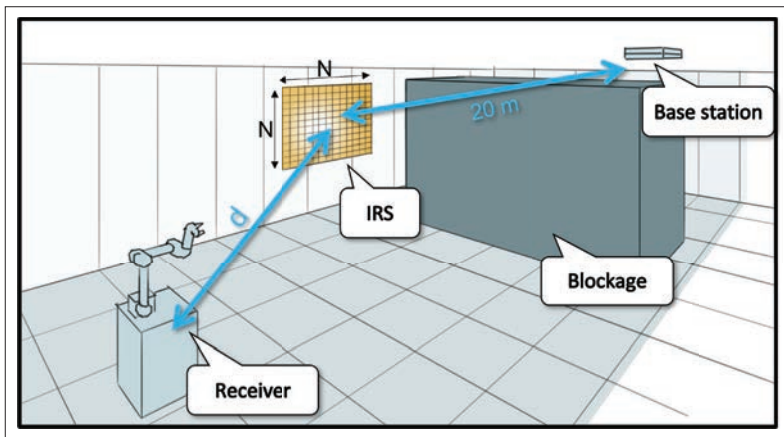 N
N
20 m
Base station
IRS
d
Blockage
Receiver